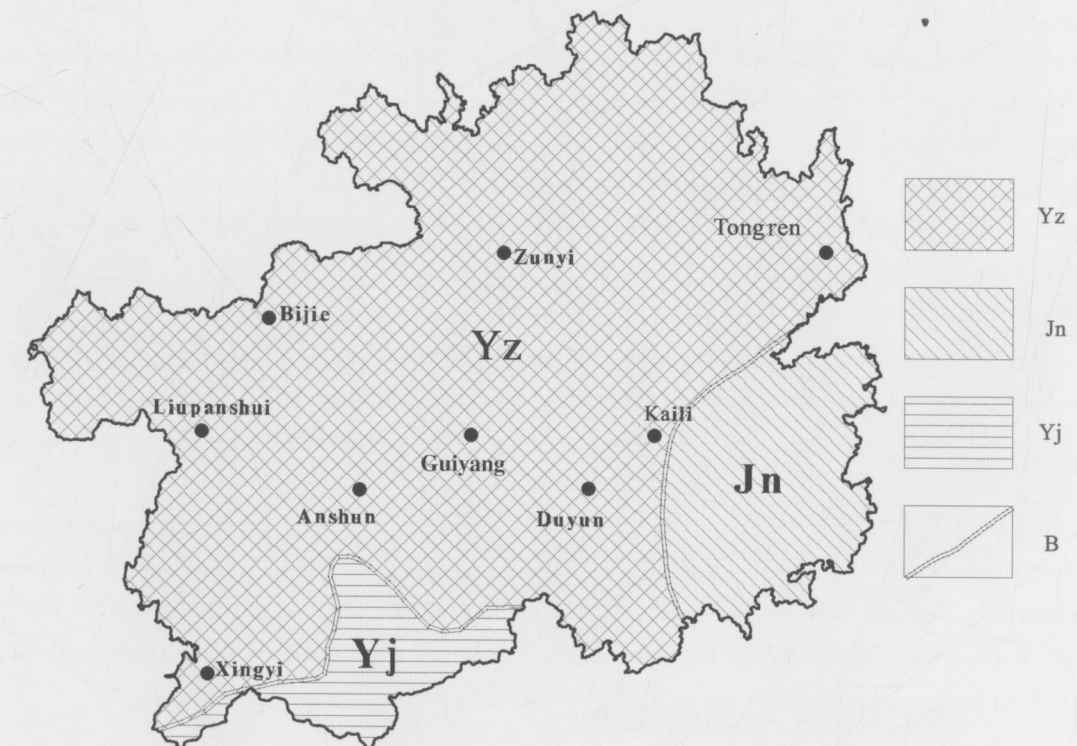 Tongren
Zunyi
Bijie
Yz
Liupanshui
Kaili
Guiyang
Jn
Anshun
Duyun
Yj
Xingyi
Yz
Jn
Yj
B